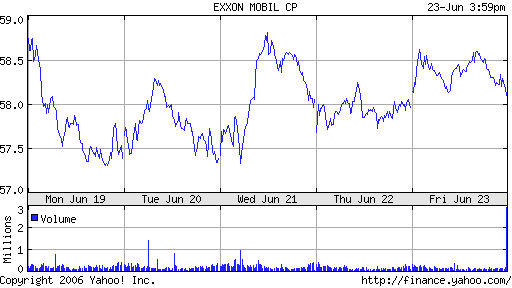 EXXON MOBIL CP 23-Jun 3:59pm
59.0
58.5
58.0
57.5
57.0
Mon Jun 19 Tue Jun 20 Wed Jun 21 Thu Jun 22 Fri Jun 23
3
2
1
0
Millions
Volume
Copyright 2006 Yahoo! Inc. http://finance.yahoo.com/